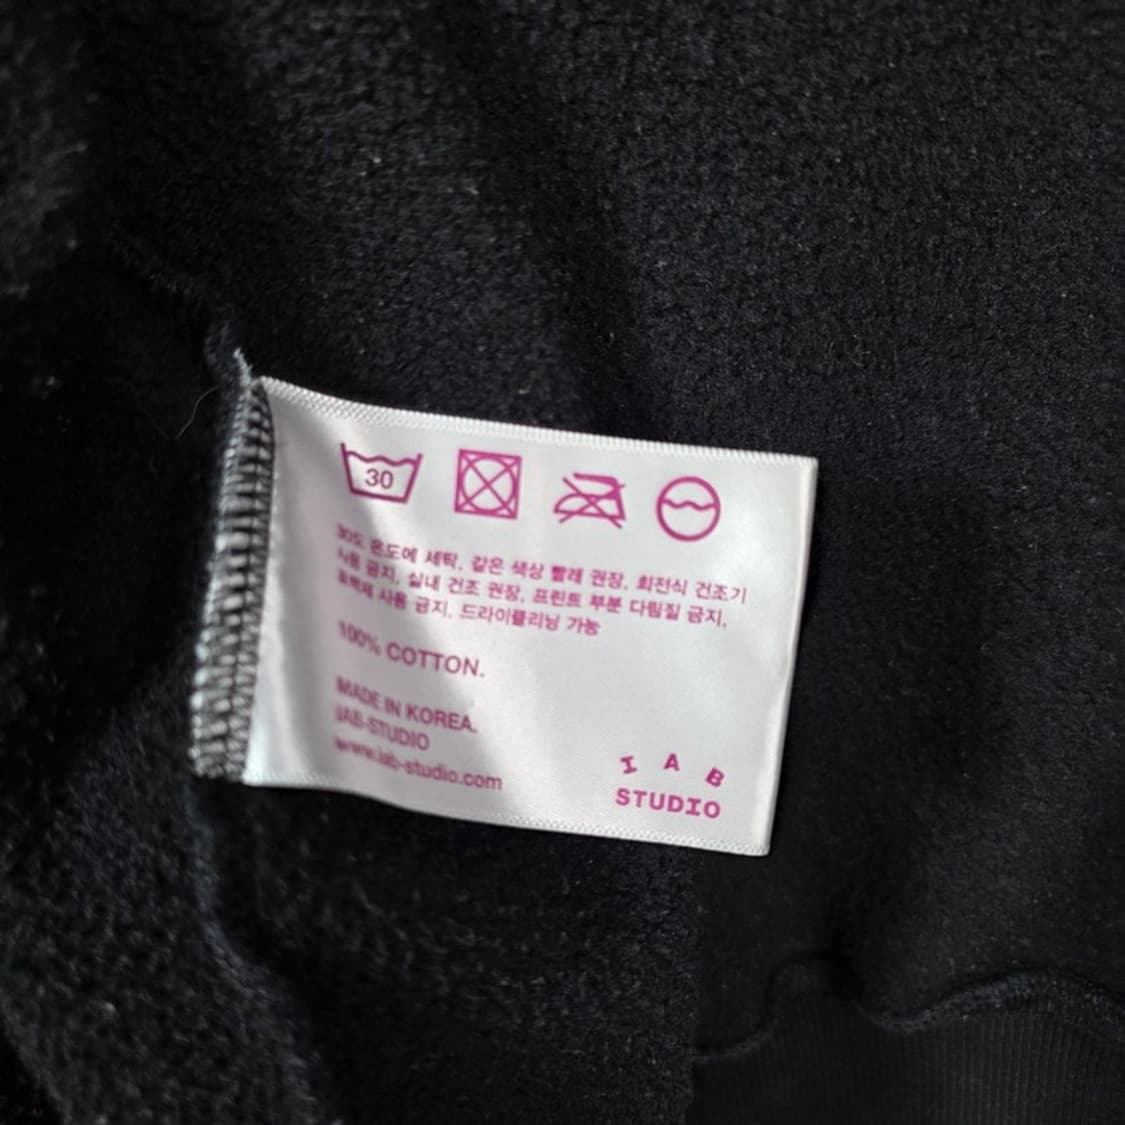 30
30도 온도에 세탁, 같은 색상 빨래 권장, 회전식 건조기
사용 금지, 실내 건조 권장, 프린트 부분 다림질 금지,
표백제 사용 금지, 드라이클리닝 가능
100% COTTON.
MADE IN KOREA.
IAB-STUDIO
www.iab-studio.com
I A B
STUDIO